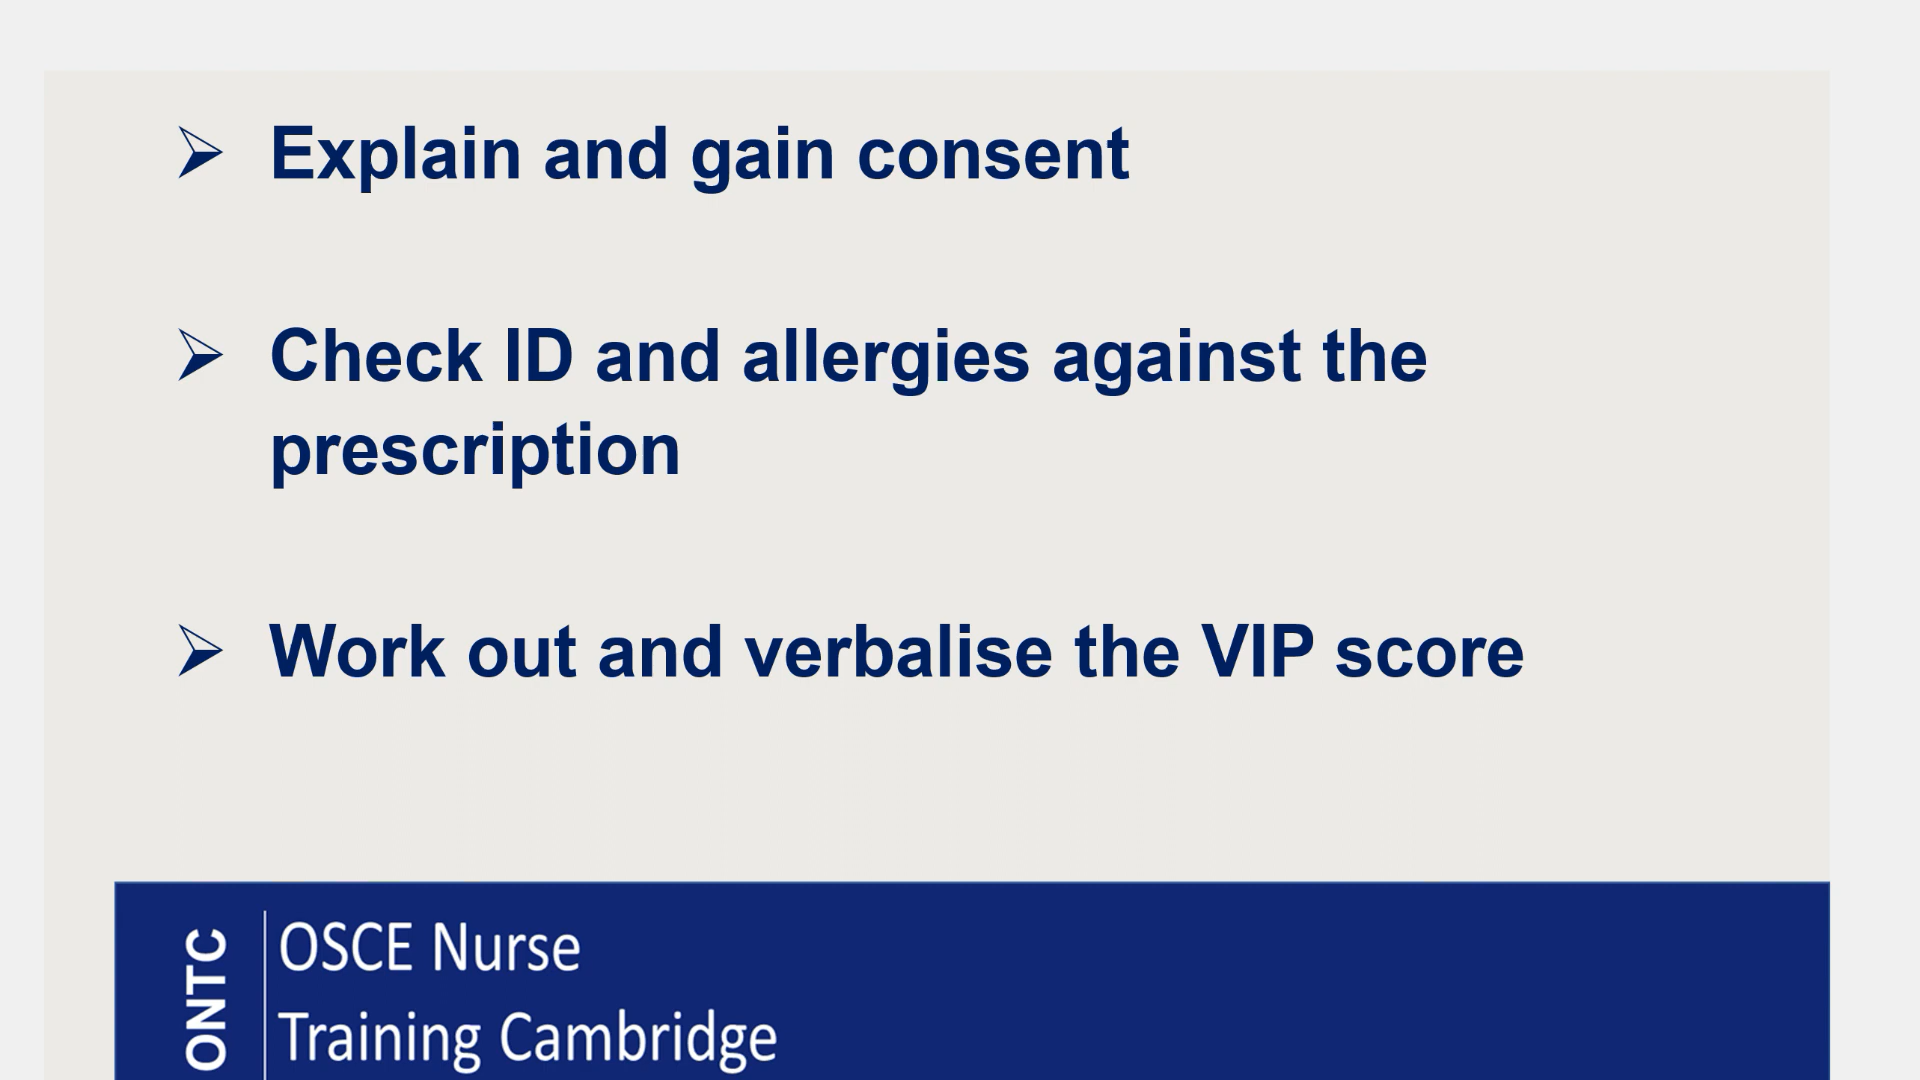 ➢ Explain and gain consent
➢ Check ID and allergies against the
prescription
➢ Work out and verbalise the VIP score
ONTC
OSCE Nurse
Training Cambridge